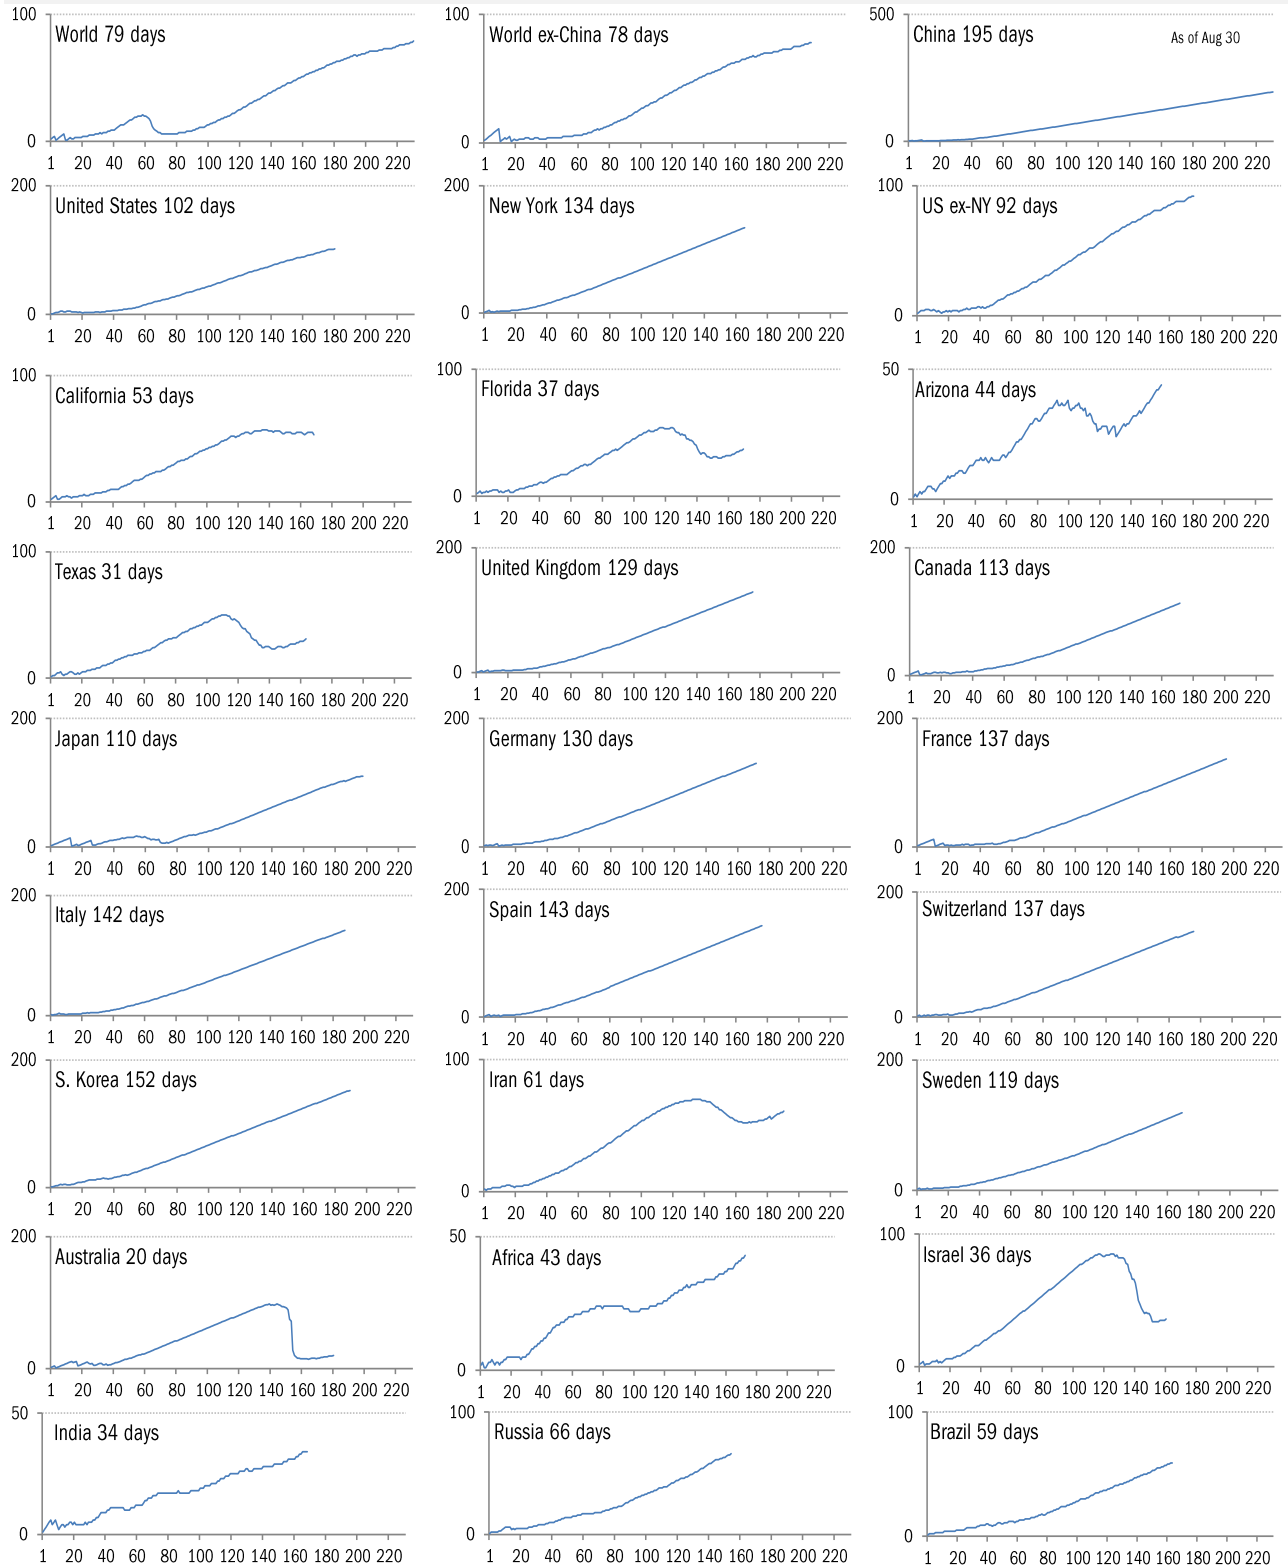 World 79 days
100
0
1 20 40 60 80 100 120 140 160 180 200 220
World ex-China 78 days
100
0
1 20 40 60 80 100 120 140 160 180 200 220
China 195 days
As of Aug 30
500
0
1 20 40 60 80 100 120 140 160 180 200 220
United States 102 days
200
0
1 20 40 60 80 100 120 140 160 180 200 220
New York 134 days
200
0
1 20 40 60 80 100 120 140 160 180 200 220
US ex-NY 92 days
100
0
1 20 40 60 80 100 120 140 160 180 200 220
California 53 days
100
0
1 20 40 60 80 100 120 140 160 180 200 220
Florida 37 days
100
0
1 20 40 60 80 100 120 140 160 180 200 220
Arizona 44 days
50
0
1 20 40 60 80 100 120 140 160 180 200 220
Texas 31 days
100
0
1 20 40 60 80 100 120 140 160 180 200 220
United Kingdom 129 days
200
0
1 20 40 60 80 100 120 140 160 180 200 220
Canada 113 days
200
0
1 20 40 60 80 100 120 140 160 180 200 220
Japan 110 days
200
0
1 20 40 60 80 100 120 140 160 180 200 220
Germany 130 days
200
0
1 20 40 60 80 100 120 140 160 180 200 220
France 137 days
200
0
1 20 40 60 80 100 120 140 160 180 200 220
Italy 142 days
200
0
1 20 40 60 80 100 120 140 160 180 200 220
Spain 143 days
200
0
1 20 40 60 80 100 120 140 160 180 200 220
Switzerland 137 days
200
0
1 20 40 60 80 100 120 140 160 180 200 220
S. Korea 152 days
200
0
1 20 40 60 80 100 120 140 160 180 200 220
Iran 61 days
100
0
1 20 40 60 80 100 120 140 160 180 200 220
Sweden 119 days
200
0
1 20 40 60 80 100 120 140 160 180 200 220
Australia 20 days
200
0
1 20 40 60 80 100 120 140 160 180 200 220
Africa 43 days
50
0
1 20 40 60 80 100 120 140 160 180 200 220
Israel 36 days
100
0
1 20 40 60 80 100 120 140 160 180 200 220
India 34 days
50
0
1 20 40 60 80 100 120 140 160 180 200 220
Russia 66 days
100
0
1 20 40 60 80 100 120 140 160 180 200 220
Brazil 59 days
100
0
1 20 40 60 80 100 120 140 160 180 200 220